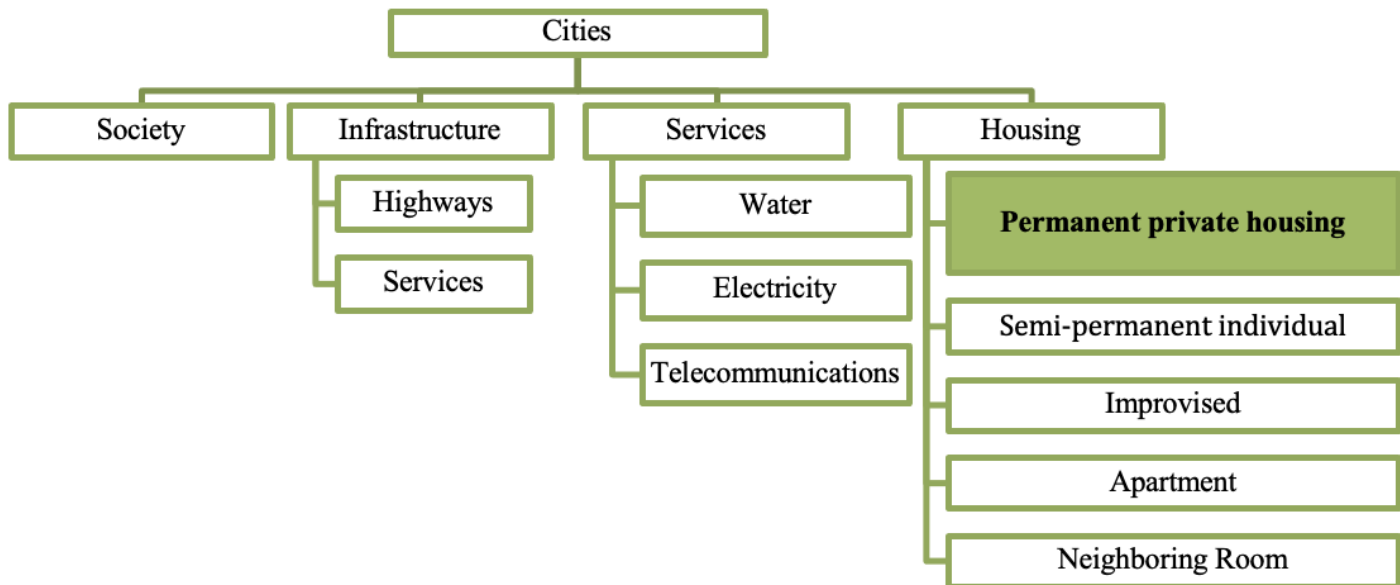 Cities
Society
Infrastructure
Services
Housing
Highways
Services
Water
Electricity
Telecommunications
Permanent private housing
Semi-permanent individual
Improvised
Apartment
Neighboring Room